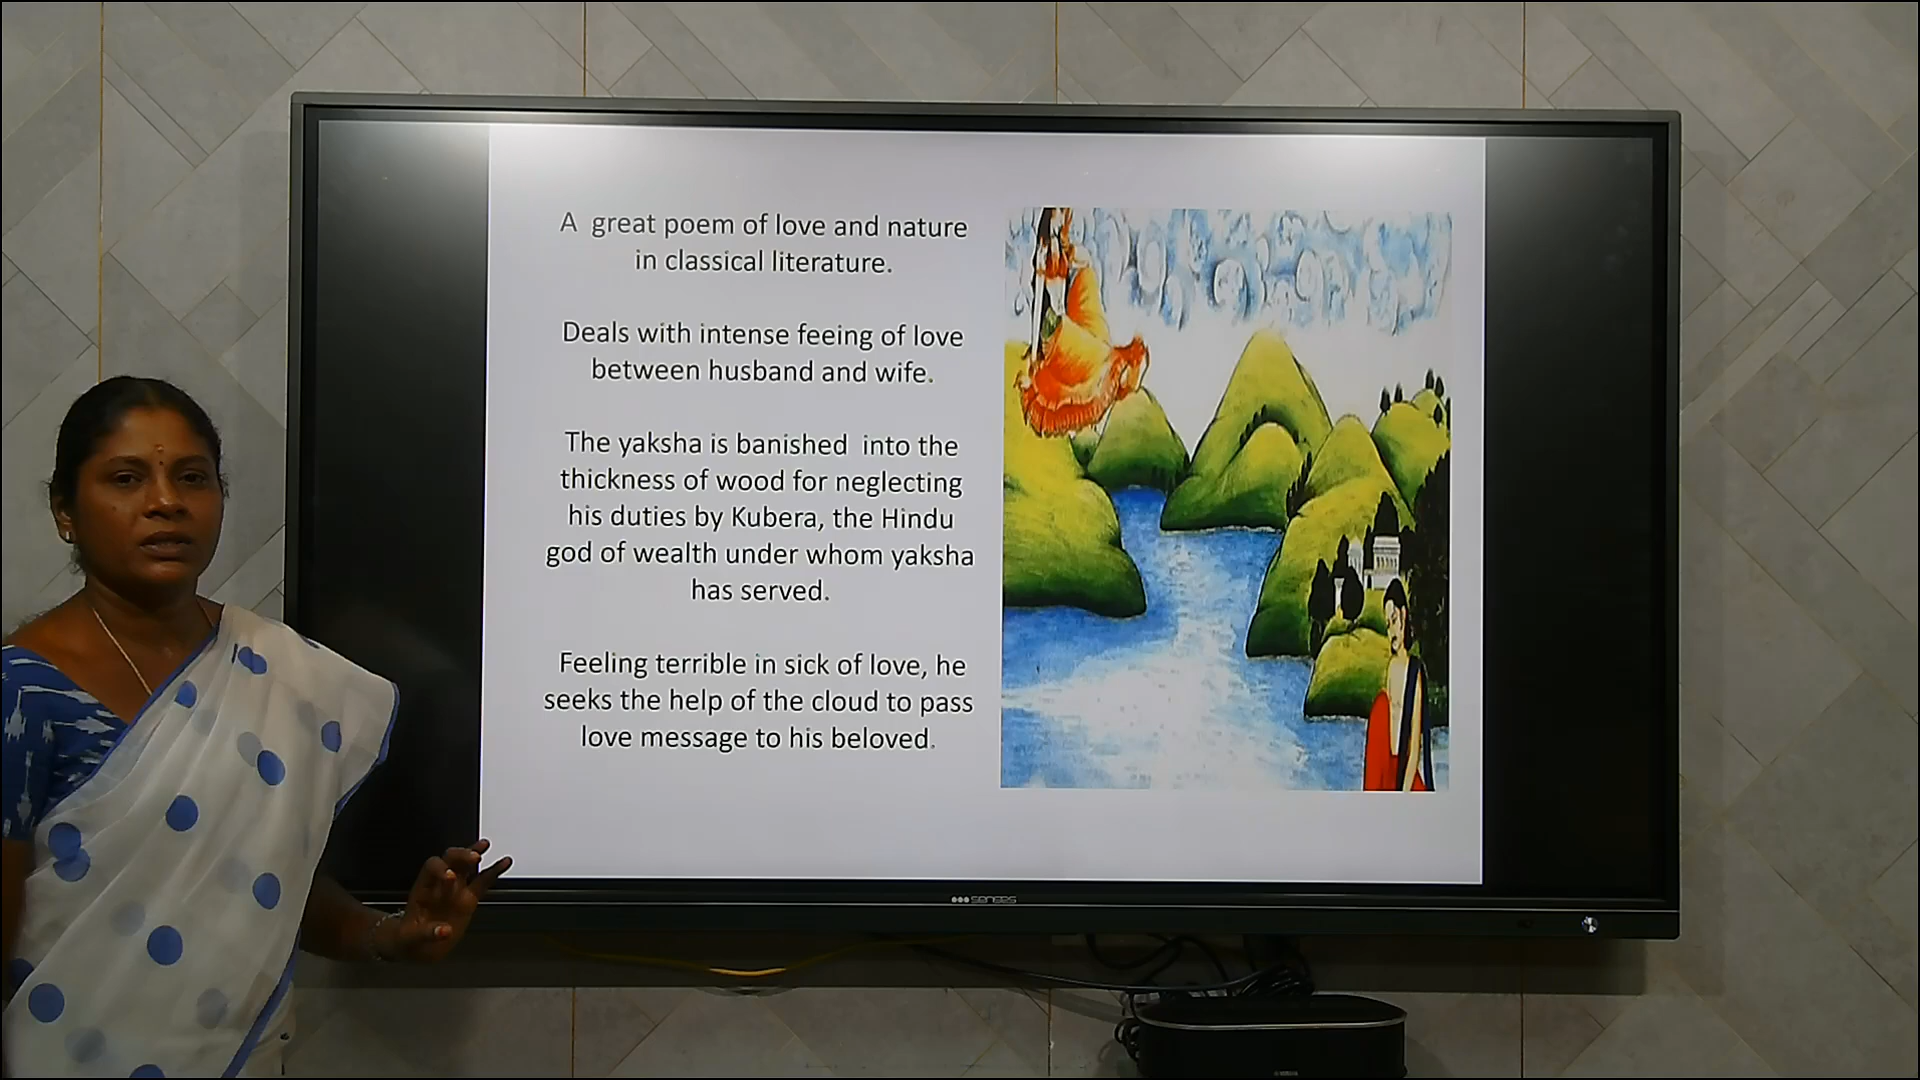 A great poem of love and nature
in classical literature.
Deals with intense feeing of love
between husband and wife.
The yaksha is banished into the
thickness of wood for neglecting
his duties by Kubera, the Hindu
god of wealth under whom yaksha
has served.
Feeling terrible in sick of love, he
seeks the help of the cloud to pass
love message to his beloved.
senses